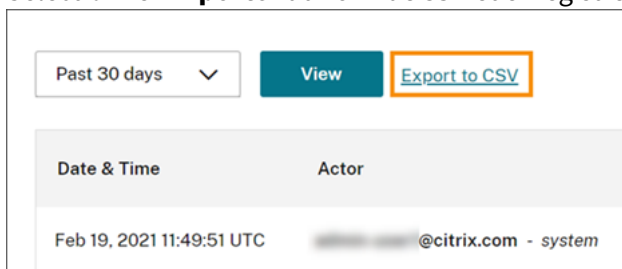 Past 30 days View Export to CSV
Date & Time Actor
Feb 19, 2021 11:49:51 UTC @citrix.com - system